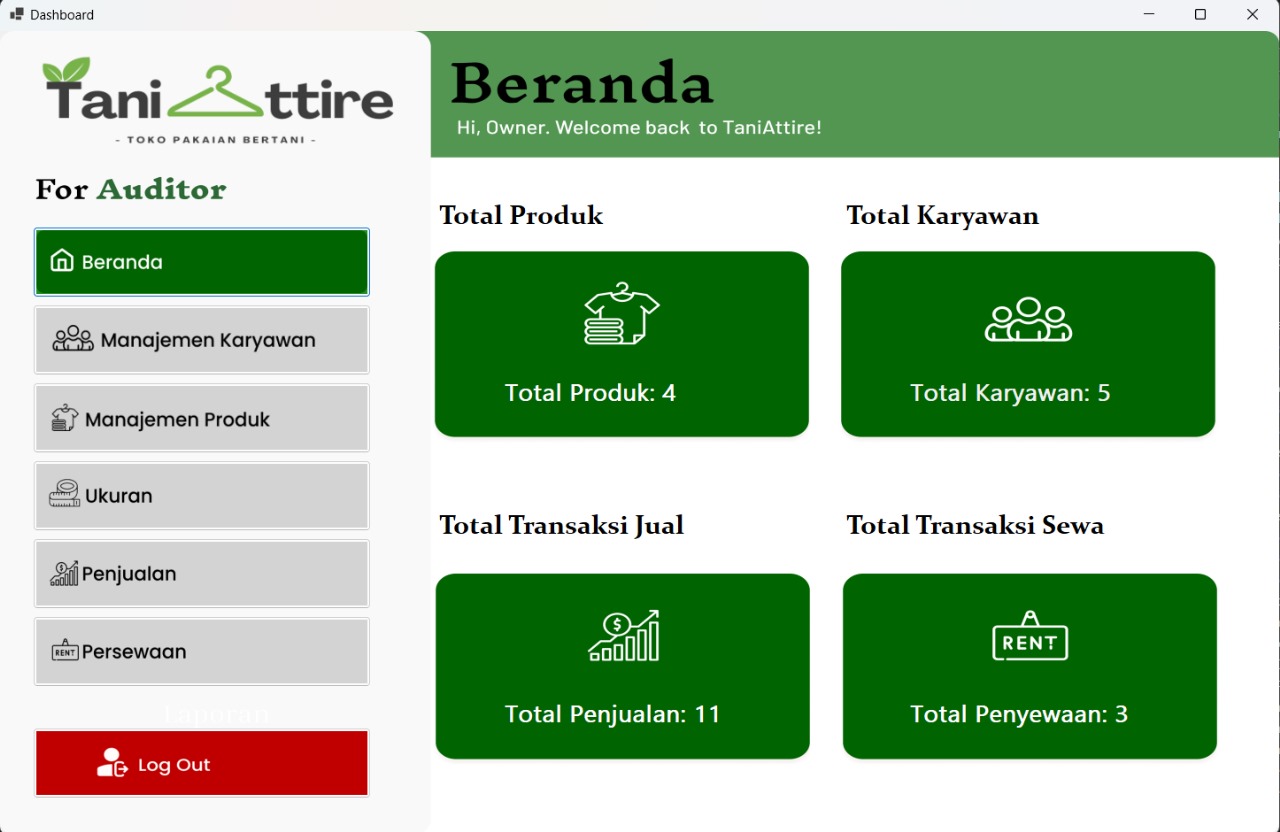 Dashboard
Tani Attire
- TOKO PAKAIAN BERTANI -
For Auditor
Beranda
Manajemen Karyawan
Manajemen Produk
Ukuran
Penjualan
RENT Persewaan
Laporan
Log Out
Beranda
Hi, Owner. Welcome back to TaniAttire!
Total Produk
Total Karyawan
Total Produk: 4
Total Karyawan: 5
Total Transaksi Jual
Total Transaksi Sewa
RENT
Total Penjualan: 11
Total Penyewaan: 3